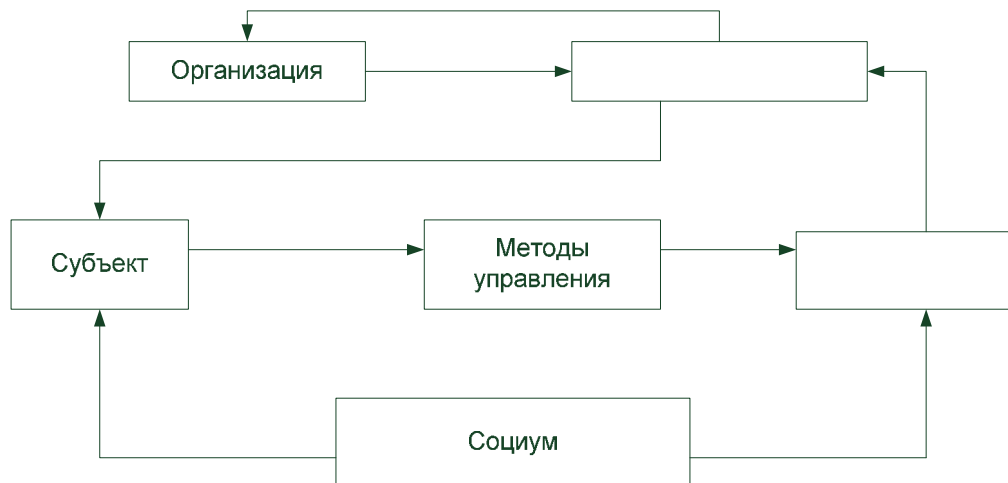 Организация
Субъект
Методы
управления
Социум